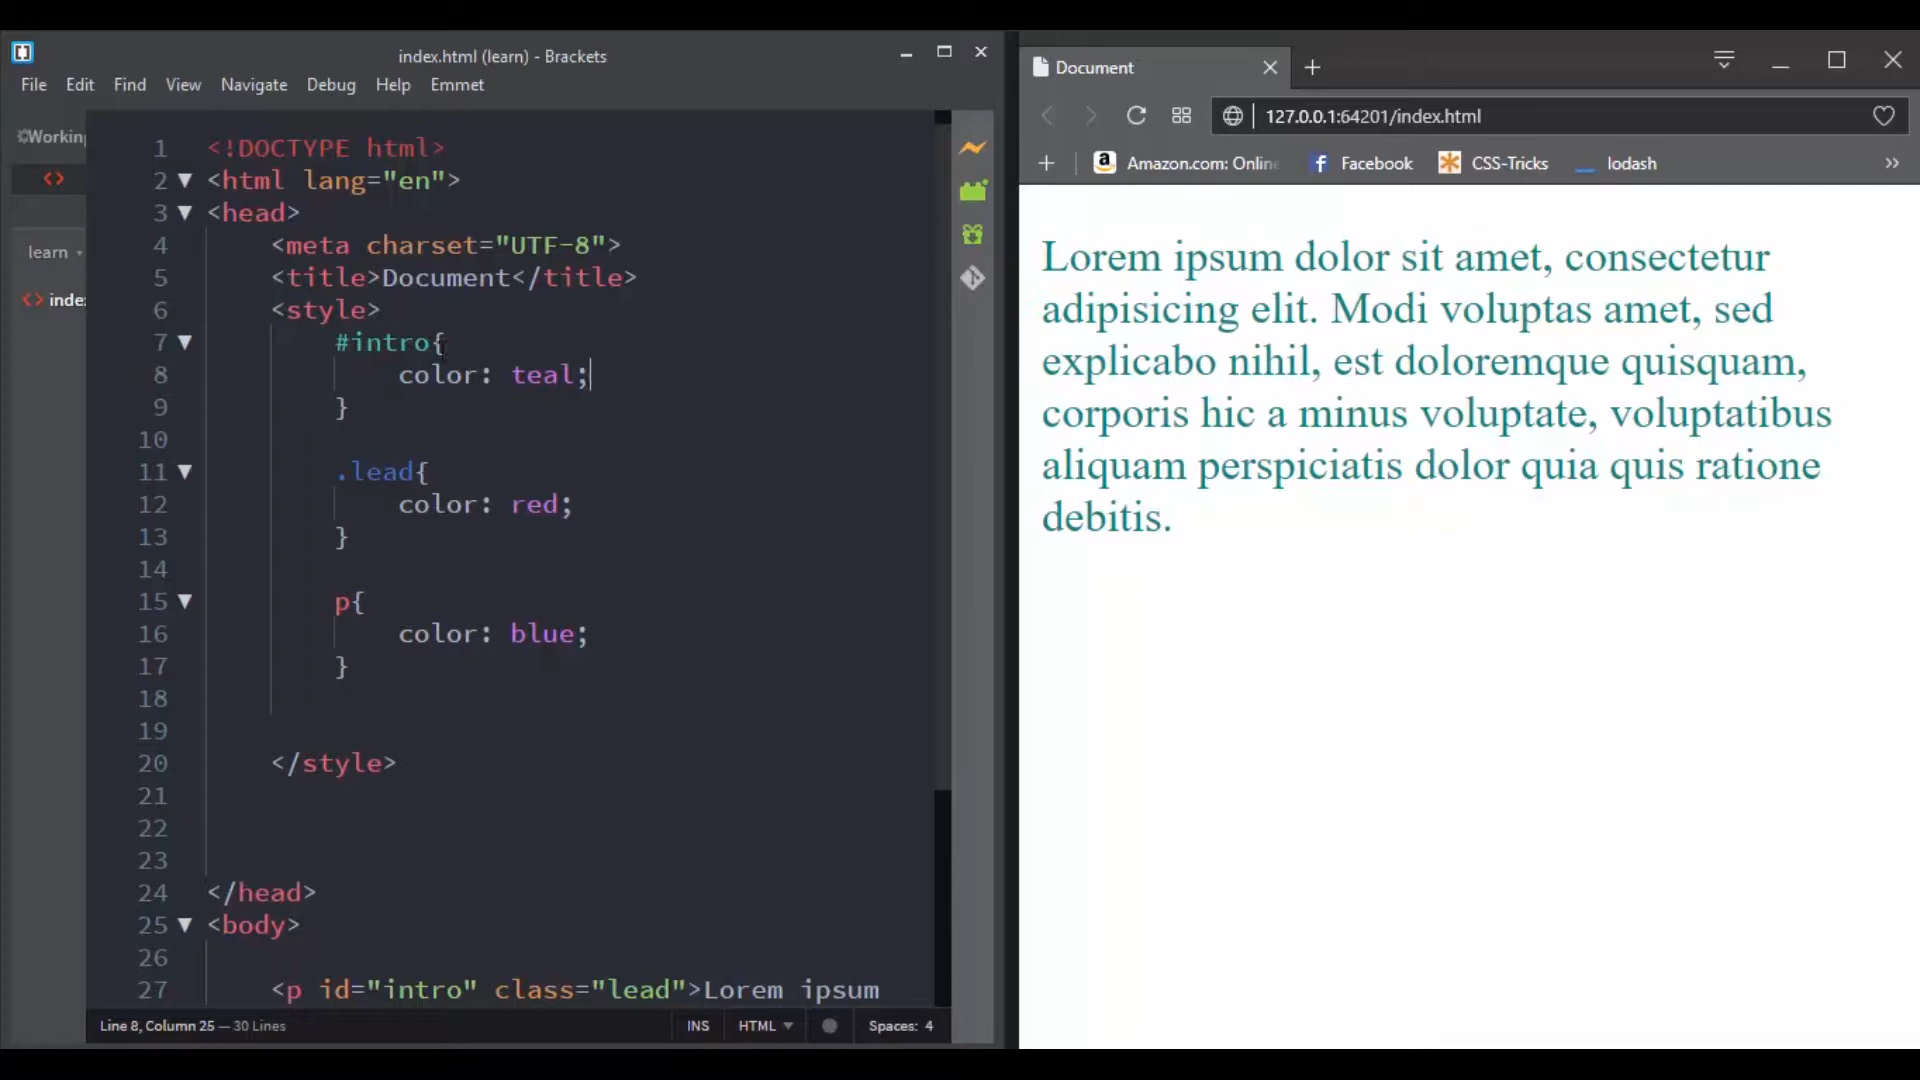 index.html (learn) - Brackets
File Edit Find View Navigate Debug Help Emmet
Working
learn
index
1 <!DOCTYPE html>
2 <html lang="en">
3 <head>
4 <meta charset="UTF-8">
5 <title>Document</title>
6 <style>
7 #intro{
8 color: teal;
9 }
10
11 .lead{
12 color: red;
13 }
14
15 p{
16 color: blue;
17 }
18
19
20 </style>
21
22
23
24 </head>
25 <body>
26
27 <p id="intro" class="lead">Lorem ipsum
Line 8, Column 25 — 30 Lines INS HTML Spaces: 4
Document
127.0.0.1:64201/index.html
Amazon.com: Online Facebook CSS-Tricks lodash
Lorem ipsum dolor sit amet, consectetur
adipisicing elit. Modi voluptas amet, sed
explicabo nihil, est doloremque quisquam,
corporis hic a minus voluptate, voluptatibus
aliquam perspiciatis dolor quia quis ratione
debitis.